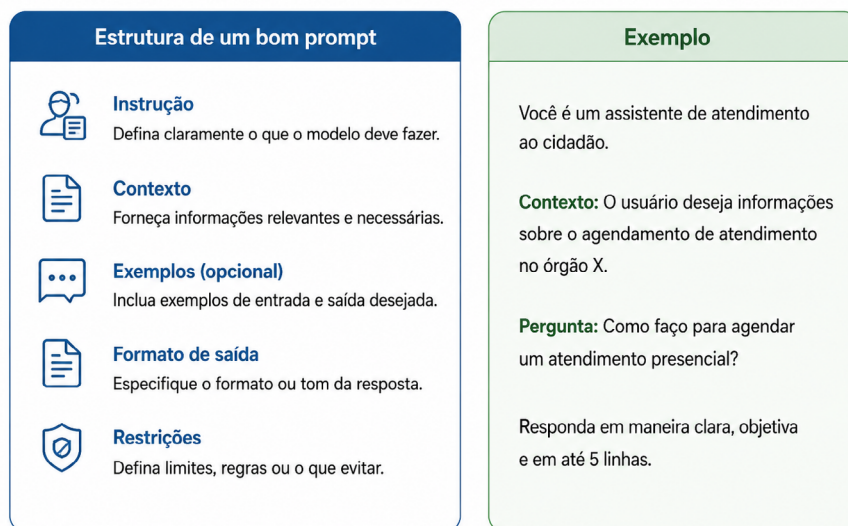 Estrutura de um bom prompt
Instrução
Defina claramente o que o modelo deve fazer.
Contexto
Forneça informações relevantes e necessárias.
Exemplos (opcional)
Inclua exemplos de entrada e saída desejada.
Formato de saída
Especifique o formato ou tom da resposta.
Restrições
Defina limites, regras ou o que evitar.
Exemplo
Você é um assistente de atendimento
ao cidadão.
Contexto: O usuário deseja informações
sobre o agendamento de atendimento
no órgão X.
Pergunta: Como faço para agendar
um atendimento presencial?
Responda em maneira clara, objetiva
e em até 5 linhas.